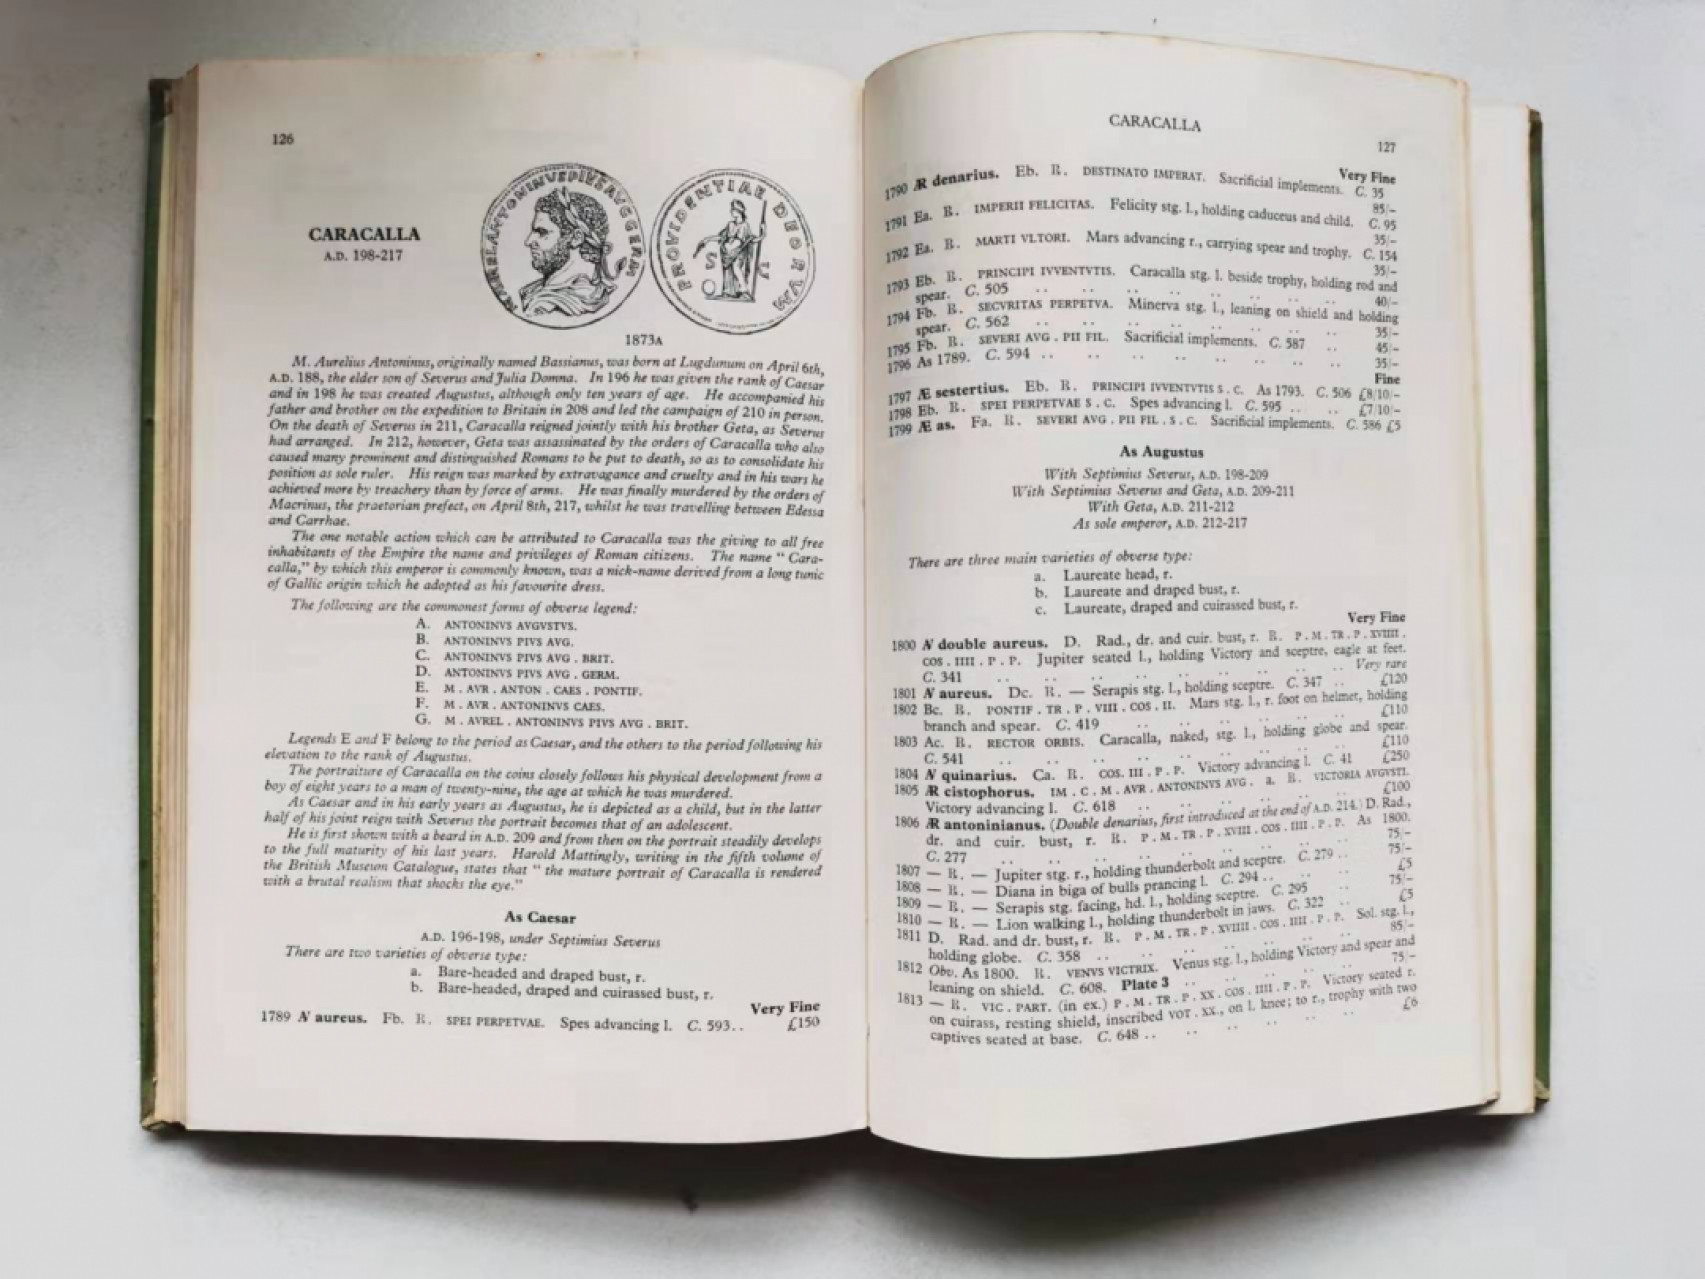 126
CARACALLA
A.D. 198-217
PROVIDENTIAE DEORVM
S C
1873A
M. Aurelius Antoninus, originally named Bassianus, was born at Lugdunum on April 6th,
A.D. 188, the elder son of Severus and Julia Domna. In 196 he was given the rank of Caesar
and in 198 he was created Augustus, although only ten years of age. He accompanied his
father and brother on the expedition to Britain in 208 and led the campaign of 210 in person.
On the death of Severus in 211, Caracalla reigned jointly with his brother Geta, as Severus
had arranged. In 212, however, Geta was assassinated by the orders of Caracalla who also
caused many prominent and distinguished Romans to be put to death, so as to consolidate his
position as sole ruler. His reign was marked by extravagance and cruelty and in his wars he
achieved more by treachery than by force of arms. He was finally murdered by the orders of
Macrinus, the praetorian prefect, on April 8th, 217, whilst he was travelling between Edessa
and Carrhae.
The one notable action which can be attributed to Caracalla was the giving to all free
inhabitants of the Empire the name and privileges of Roman citizens. The name " Cara-
calla," by which this emperor is commonly known, was a nick-name derived from a long tunic
of Gallic origin which he adopted as his favourite dress.
The following are the commonest forms of obverse legend:
A. ANTONINVS AVGVSTVS.
B. ANTONINVS PIVS AVG.
C. ANTONINVS PIVS AVG . BRIT.
D. ANTONINVS PIVS AVG . GERM.
E. M . AVR . ANTON . CAES . PONTIF.
F. M . AVR . ANTONINVS CAES.
G. M . AVREL . ANTONINVS PIVS AVG . BRIT.
Legends E and F belong to the period as Caesar, and the others to the period following his
elevation to the rank of Augustus.
The portraiture of Caracalla on the coins closely follows his physical development from a
boy of eight years to a man of twenty-nine, the age at which he was murdered.
As Caesar and in his early years as Augustus, he is depicted as a child, but in the latter
half of his joint reign with Severus the portrait becomes that of an adolescent.
He is first shown with a beard in A.D. 209 and from then on the portrait steadily develops
to the full maturity of his last years. Harold Mattingly, writing in the fifth volume of
the British Museum Catalogue, states that " the mature portrait of Caracalla is rendered
with a brutal realism that shocks the eye."
As Caesar
A.D. 196-198, under Septimius Severus
There are two varieties of obverse type:
a. Bare-headed and draped bust, r.
b. Bare-headed, draped and cuirassed bust, r.
Very Fine
1789 N aureus. Fb. R. SPEI PERPETVAE. Spes advancing l. C. 593 .. £150
CARACALLA
127
Very Fine
1790 Æ denarius. Eb. R. DESTINATO IMPERAT. Sacrificial implements. C. 35
85/-
1791 Ea. R. IMPERII FELICITAS. Felicity stg. l., holding caduceus and child. C. 95
35/-
1792 Ea. R. MARTI VLTORI. Mars advancing r., carrying spear and trophy. C. 154
35/-
1793 Eb. R. PRINCIPI IVVENTVTIS. Caracalla stg. l. beside trophy, holding rod and
spear. C. 505 .. .. .. .. .. .. .. 40/-
1794 Fb. R. SECVRITAS PERPETVA. Minerva stg. l., leaning on shield and holding
spear. C. 562 .. .. .. .. .. .. .. 35/-
1795 Fb. R. SEVERI AVG . PII FIL. Sacrificial implements. C. 587 .. 45/-
1796 As 1789. C. 594 .. .. .. .. .. .. 35/-
Fine
1797 Æ sestertius. Eb. R. PRINCIPI IVVENTVTIS S . C. As 1793. C. 506 £8/10/-
1798 Eb. R. SPEI PERPETVAE S . C. Spes advancing l. C. 595 .. .. £7/10/-
1799 Æ as. Fa. R. SEVERI AVG . PII FIL . S . C. Sacrificial implements. C. 586 £5
As Augustus
With Septimius Severus, A.D. 198-209
With Septimius Severus and Geta, A.D. 209-211
With Geta, A.D. 211-212
As sole emperor, A.D. 212-217
There are three main varieties of obverse type:
a. Laureate head, r.
b. Laureate and draped bust, r.
c. Laureate, draped and cuirassed bust, r.
Very Fine
1800 N double aureus. D. Rad., dr. and cuir. bust, r. R. P . M . TR . P . XVIIII .
COS . IIII . P . P. Jupiter seated l., holding Victory and sceptre, eagle at feet.
C. 341 .. .. .. .. .. .. .. .. Very rare
1801 N aureus. Dc. R. — Serapis stg. l., holding sceptre. C. 347 .. £120
1802 Bc. R. PONTIF . TR . P . VIII . COS . II. Mars stg. l., r. foot on helmet, holding
branch and spear. C. 419 .. .. .. .. .. £110
1803 Ac. R. RECTOR ORBIS. Caracalla, naked, stg. l., holding globe and spear.
C. 541 .. .. .. .. .. .. .. .. £110
1804 N quinarius. Ca. R. COS. III . P . P. Victory advancing l. C. 41 £250
1805 Æ cistophorus. IM . C . M . AVR . ANTONINVS AVG . a. R. VICTORIA AVGVSTI.
Victory advancing l. C. 618 .. .. .. .. .. £100
1806 Æ antoninianus. (Double denarius, first introduced at the end of A.D. 214.) D. Rad.,
dr. and cuir. bust, r. R. P . M . TR . P . XVIII . COS . IIII . P . P. As 1800.
C. 277 .. .. .. .. .. .. .. .. 75/-
1807 — R. — Jupiter stg. r., holding thunderbolt and sceptre. C. 279 .. 75/-
1808 — R. — Diana in biga of bulls prancing l. C. 294 .. .. £5
1809 — R. — Serapis stg. facing, hd. l., holding sceptre. C. 295 .. 75/-
1810 — R. — Lion walking l., holding thunderbolt in jaws. C. 322 .. £5
1811 D. Rad. and dr. bust, r. R. P . M . TR . P . XVIIII . COS . IIII . P . P. Sol. stg. l.,
holding globe. C. 358 .. .. .. .. .. .. 85/-
1812 Obv. As 1800. R. VENVS VICTRIX. Venus stg. l., holding Victory and spear and
leaning on shield. C. 608. Plate 3 .. .. .. .. 75/-
1813 — R. VIC . PART. (in ex.) P . M . TR . P . XX . COS . IIII . P . P. Victory seated r.
on cuirass, resting shield, inscribed VOT . XX., on l. knee; to r., trophy with two
captives seated at base. C. 648 .. .. .. .. .. £6